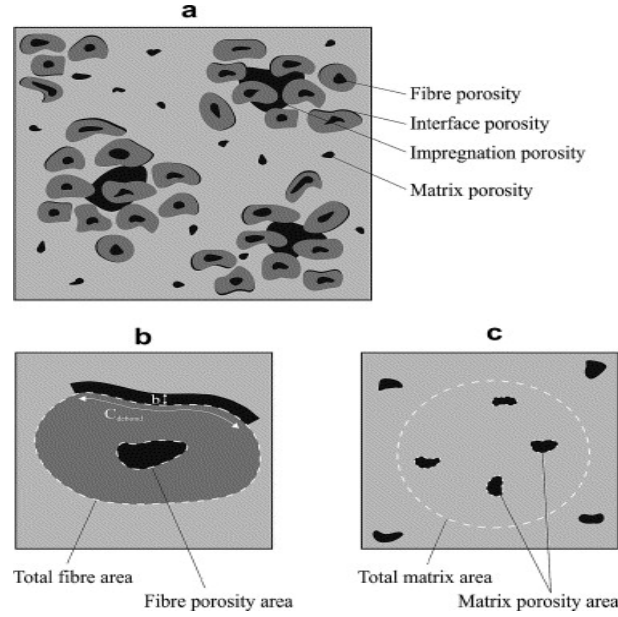 a
Fibre porosity
Interface porosity
Impregnation porosity
Matrix porosity
b
c
b
C debond
Total fibre area
Fibre porosity area
Total matrix area
Matrix porosity area